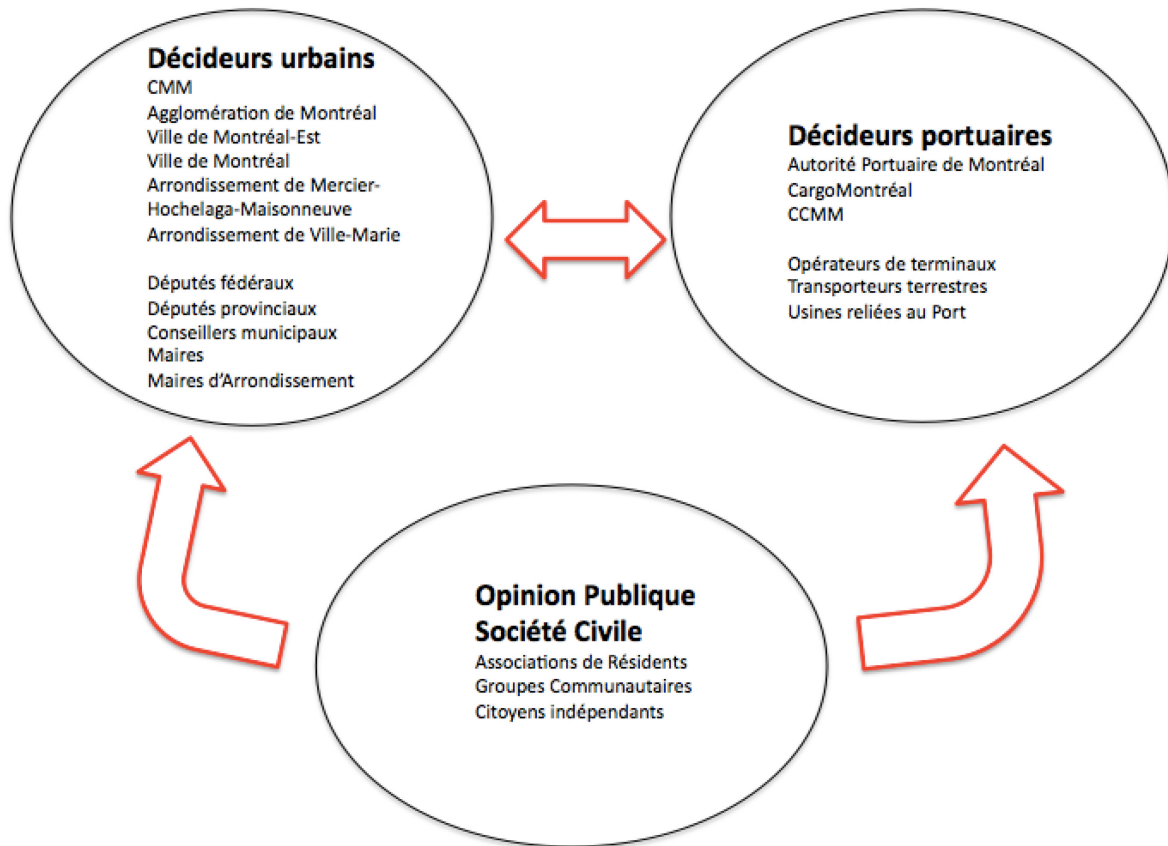 Décideurs urbains
CMM
Agglomération de Montréal
Ville de Montréal-Est
Ville de Montréal
Arrondissement de Mercier-
Hochelaga-Maisonneuve
Arrondissement de Ville-Marie
Députés fédéraux
Députés provinciaux
Conseillers municipaux
Maires
Maires d’Arrondissement
Décideurs portuaires
Autorité Portuaire de Montréal
CargoMontréal
CCMM
Opérateurs de terminaux
Transporteurs terrestres
Usines reliées au Port
Opinion Publique
Société Civile
Associations de Résidents
Groupes Communautaires
Citoyens indépendants